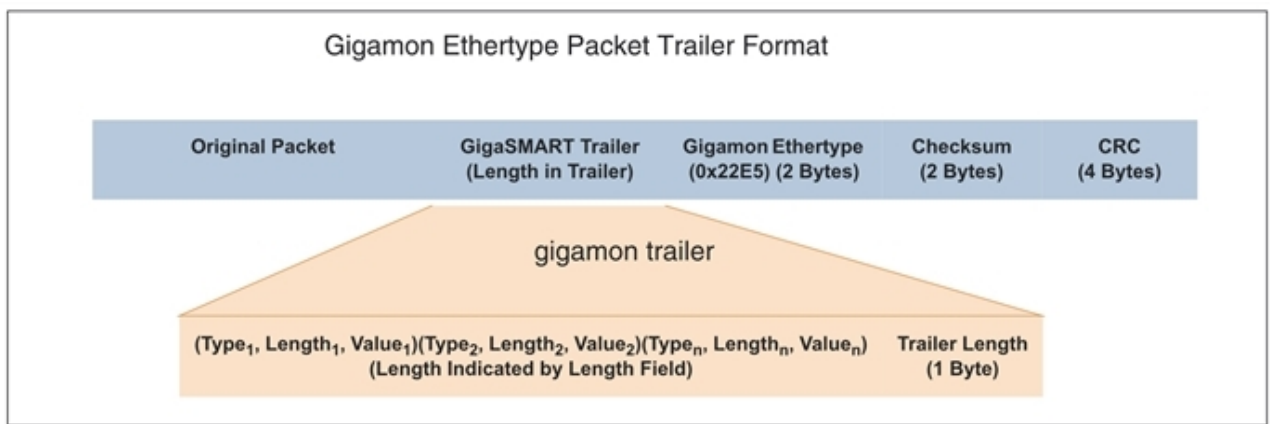 Gigamon Ethertype Packet Trailer Format
Original Packet
GigaSMART Trailer
(Length in Trailer)
Gigamon Ethertype
(0x22E5) (2 Bytes)
Checksum
(2 Bytes)
CRC
(4 Bytes)
gigamon trailer
(Type₁, Length₁, Value₁)(Type₂, Length₂, Value₂)(Typeₙ, Lengthₙ, Valueₙ)
(Length Indicated by Length Field)
Trailer Length
(1 Byte)